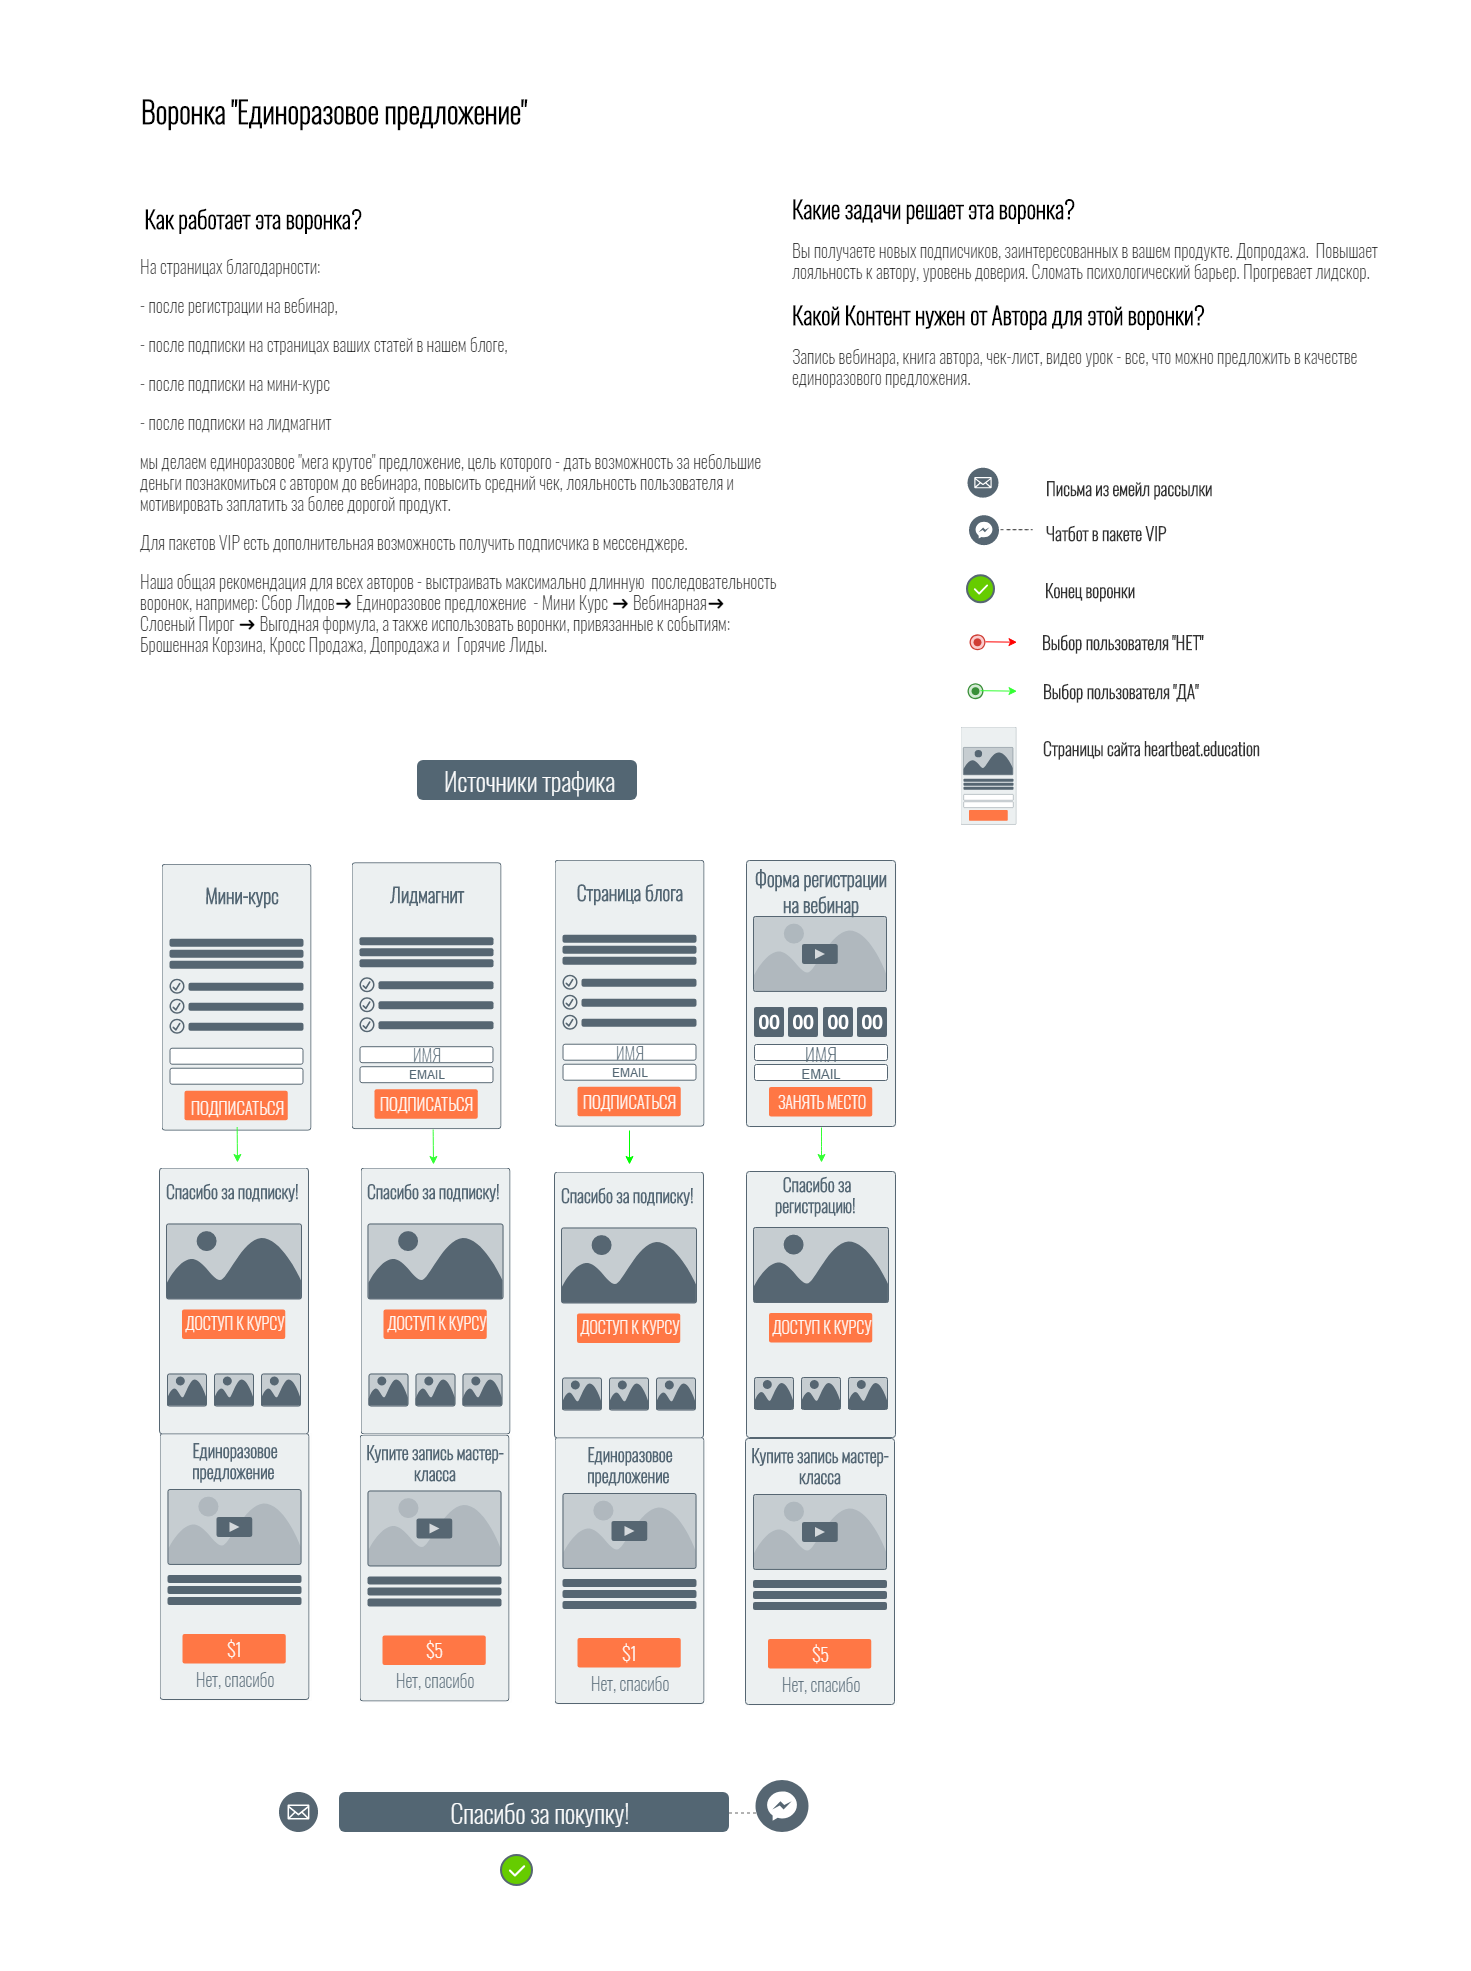 Воронка "Единоразовое предложение"
Как работает эта воронка?
На страницах благодарности:
- после регистрации на вебинар,
- после подписки на страницах ваших статей в нашем блоге,
- после подписки на мини-курс
- после подписки на лидмагнит
мы делаем единоразовое "мега крутое" предложение, цель которого - дать возможность за небольшие
деньги познакомиться с автором до вебинара, повысить средний чек, лояльность пользователя и
мотивировать заплатить за более дорогой продукт.
Для пакетов VIP есть дополнительная возможность получить подписчика в мессенджере.
Наша общая рекомендация для всех авторов - выстраивать максимально длинную последовательность
воронок, например: Сбор Лидов➞ Единоразовое предложение - Мини Курс ➞ Вебинарная➞
Слоеный Пирог ➞ Выгодная формула, а также использовать воронки, привязанные к событиям:
Брошенная Корзина, Кросс Продажа, Допродажа и Горячие Лиды.
Какие задачи решает эта воронка?
Вы получаете новых подписчиков, заинтересованных в вашем продукте. Допродажа. Повышает
лояльность к автору, уровень доверия. Сломать психологический барьер. Прогревает лидскор.
Какой Контент нужен от Автора для этой воронки?
Запись вебинара, книга автора, чек-лист, видео урок - все, что можно предложить в качестве
единоразового предложения.
Письма из емейл рассылки
Чатбот в пакете VIP
Конец воронки
Выбор пользователя "НЕТ"
Выбор пользователя "ДА"
Страницы сайта heartbeat.education
Источники трафика
Мини-курс
ПОДПИСАТЬСЯ
Лидмагнит
ИМЯ
EMAIL
ПОДПИСАТЬСЯ
Страница блога
ИМЯ
EMAIL
ПОДПИСАТЬСЯ
Форма регистрации
на вебинар
00 00 00 00
ИМЯ
EMAIL
ЗАНЯТЬ МЕСТО
Спасибо за подписку!
ДОСТУП К КУРСУ
Спасибо за подписку!
ДОСТУП К КУРСУ
Спасибо за подписку!
ДОСТУП К КУРСУ
Спасибо за
регистрацию!
ДОСТУП К КУРСУ
Единоразовое
предложение
$1
Нет, спасибо
Купите запись мастер-
класса
$5
Нет, спасибо
Единоразовое
предложение
$1
Нет, спасибо
Купите запись мастер-
класса
$5
Нет, спасибо
Спасибо за покупку!